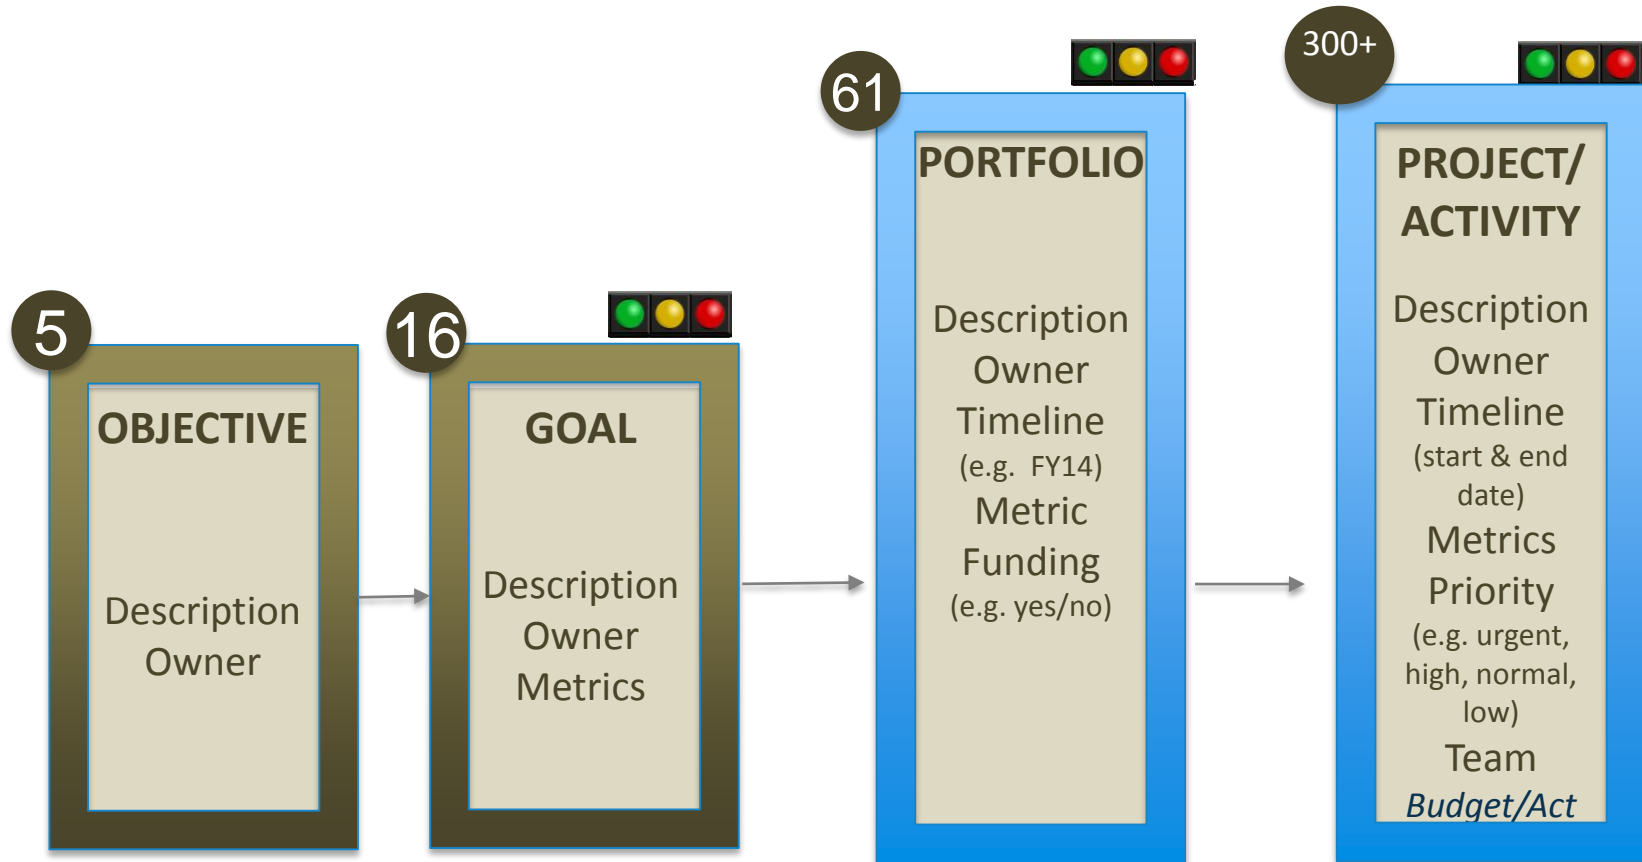 5
OBJECTIVE
Description
Owner
16
GOAL
Description
Owner
Metrics
61
PORTFOLIO
Description
Owner
Timeline
(e.g. FY14)
Metric
Funding
(e.g. yes/no)
300+
PROJECT/
ACTIVITY
Description
Owner
Timeline
(start & end
date)
Metrics
Priority
(e.g. urgent,
high, normal,
low)
Team
Budget/Act